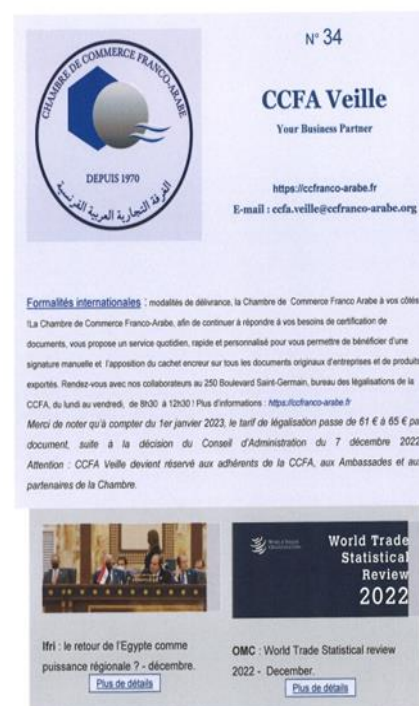 CHAMBRE DE COMMERCE FRANCO-ARABE
DEPUIS 1970
الغرفة التجارية العربية الفرنسية
N° 34
CCFA Veille
Your Business Partner
https://ccfranco-arabe.fr
E-mail : ccfa.veille@ccfranco-arabe.org
Formalités internationales : modalités de délivrance, la Chambre de Commerce Franco Arabe à vos côtés
!La Chambre de Commerce Franco-Arabe, afin de continuer à répondre à vos besoins de certification de
documents, vous propose un service quotidien, rapide et personnalisé pour vous permettre de bénéficier d'une
signature manuelle et l'apposition du cachet encreur sur tous les documents originaux d'entreprises et de produits
exportés. Rendez-vous avec nos collaborateurs au 250 Boulevard Saint-Germain, bureau des légalisations de la
CCFA, du lundi au vendredi, de 8h30 à 12h30 ! Plus d'informations : https://ccfranco-arabe.fr
Merci de noter qu'à compter du 1er janvier 2023, le tarif de légalisation passe de 61 € à 65 € pa
document, suite à la décision du Conseil d'Administration du 7 décembre 2022
Attention : CCFA Veille devient réservé aux adhérents de la CCFA, aux Ambassades et aux
partenaires de la Chambre.
WORLD TRADE
ORGANIZATION
World Trade
Statistical
Review
2022
Ifri : le retour de l'Egypte comme
puissance régionale ? - décembre.
Plus de détails
OMC : World Trade Statistical review
2022 - December.
Plus de détails